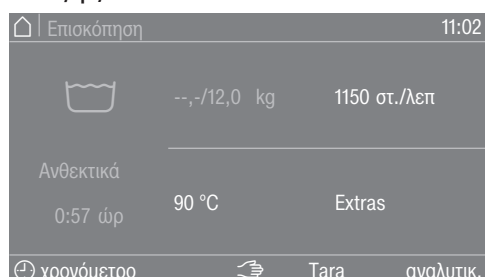 Επισκόπηση 11:02
--,-/12,0 kg 1150 στ./λεπ
Ανθεκτικά
0:57 ώρ
90 °C Extras
χρονόμετρο Tara αναλυτικ.